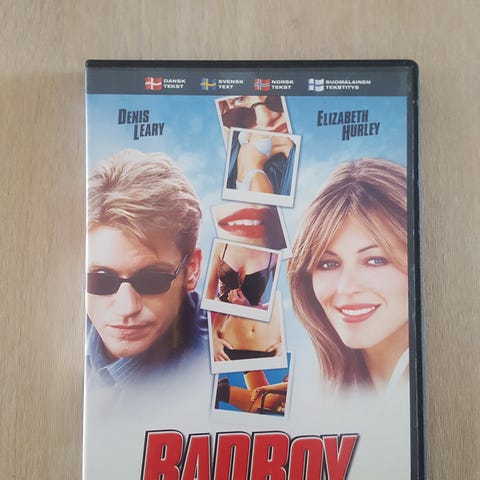 DANSK
TEKST
SVENSK
TEXT
NORSK
TEKST
SUOMALAINEN
TEKSTITYS
DENIS
LEARY
ELIZABETH
HURLEY
BADBOY